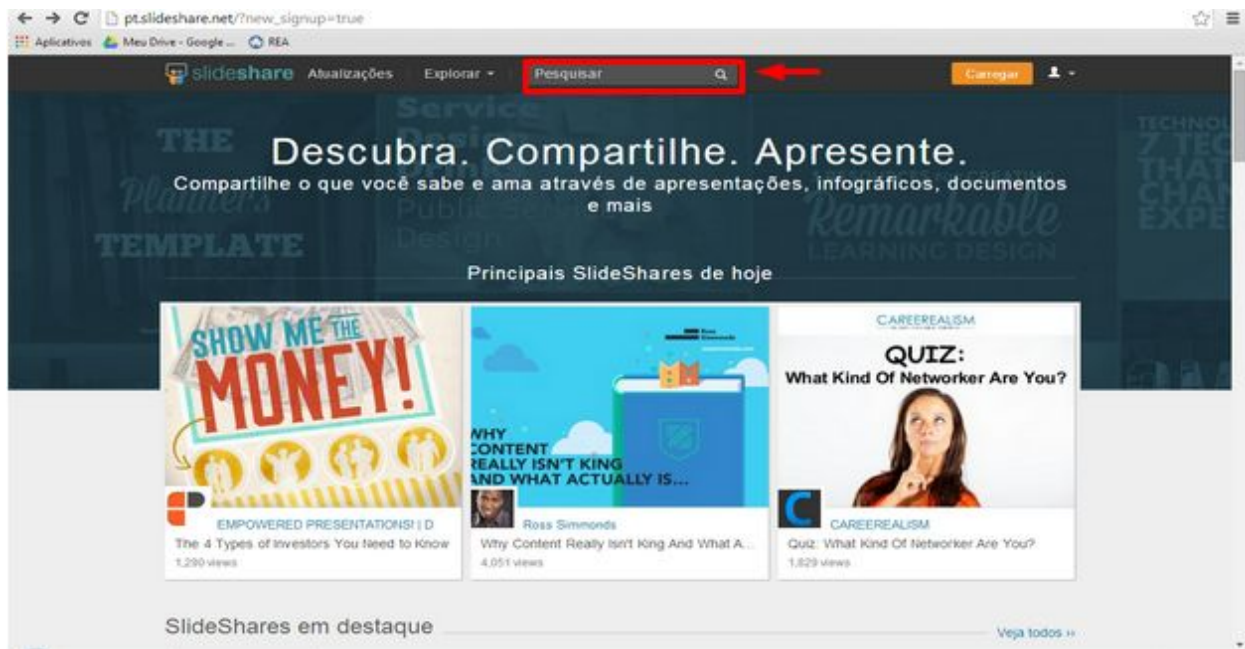 pt.slideshare.net/?new_signup=true
Aplicativos Meu Drive - Google ... REA
slideshare Atualizações Explorar Pesquisar Carregar
Service
THE
Design
TECHNOL
7 TEC
THAT
CHAN
EXPE
Descubra. Compartilhe. Apresente.
Compartilhe o que você sabe e ama através de apresentações, infográficos, documentos
e mais
Planners
Public Service
Remarkable
TEMPLATE
Design
LEARNING DESIGN
Principais SlideShares de hoje
SHOW ME THE
MONEY!
Ross
Simmonds
WHY
CONTENT
REALLY ISN'T KING
AND WHAT ACTUALLY IS...
CAREEREALISM
QUIZ:
What Kind Of Networker Are You?
EMPOWERED PRESENTATIONS! | D
The 4 Types of Investors You Need to Know
1,290 views
Ross Simmonds
Why Content Really Isn't King And What A...
4,051 views
C
CAREEREALISM
Quiz: What Kind Of Networker Are You?
1,829 views
SlideShares em destaque
Veja todos »